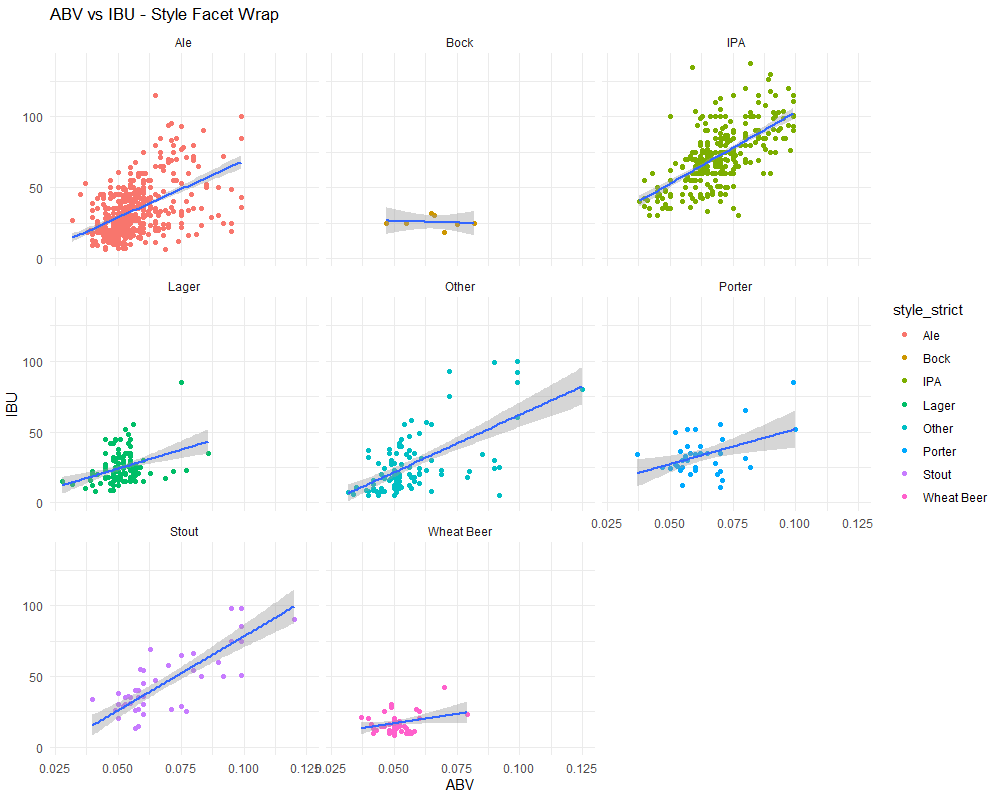 ABV vs IBU - Style Facet Wrap
Ale
Bock
IPA
100
50
0
Lager
Other
Porter
100
50
0
IBU
0.025 0.050 0.075 0.100 0.125
style_strict
Ale
Bock
IPA
Lager
Other
Porter
Stout
Wheat Beer
Stout
Wheat Beer
100
50
0
0.025 0.050 0.075 0.100 0.125
0.025 0.050 0.075 0.100 0.125
ABV